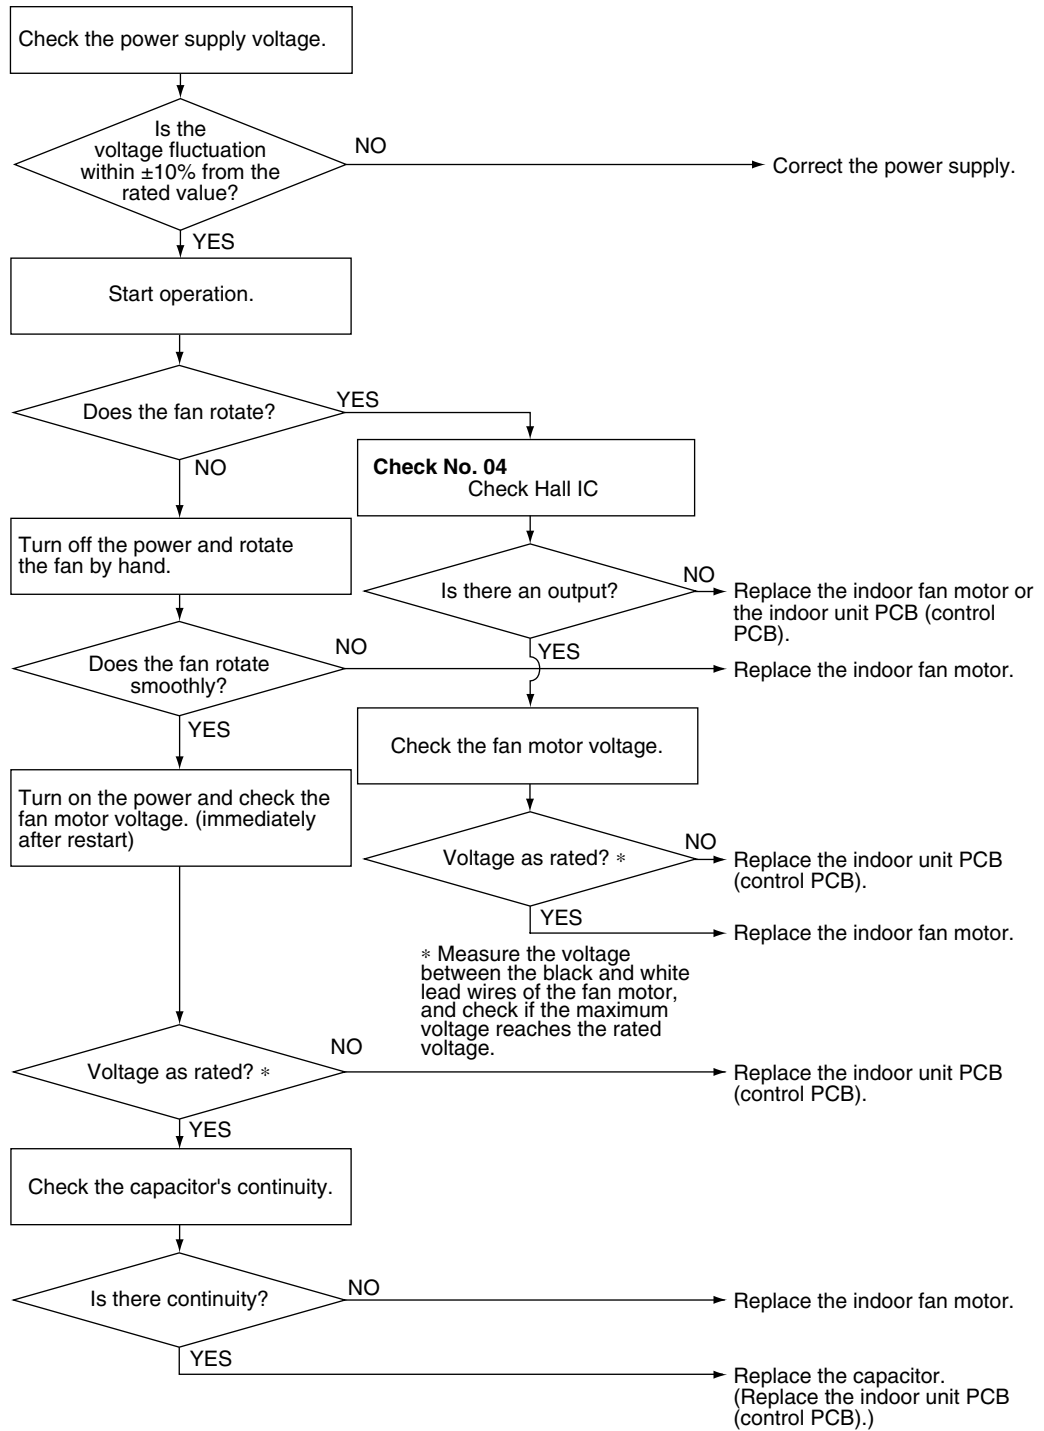 Check the power supply voltage.
Is the
voltage fluctuation
within ±10% from the
rated value?
NO
Correct the power supply.
YES
Start operation.
Does the fan rotate?
YES
NO
Check No. 04
Check Hall IC
Turn off the power and rotate
the fan by hand.
Is there an output?
NO
Replace the indoor fan motor or
the indoor unit PCB (control
PCB).
YES
Does the fan rotate
smoothly?
NO
Replace the indoor fan motor.
YES
Check the fan motor voltage.
Turn on the power and check the
fan motor voltage. (immediately
after restart)
Voltage as rated? *
NO
Replace the indoor unit PCB
(control PCB).
YES
Replace the indoor fan motor.
* Measure the voltage
between the black and white
lead wires of the fan motor,
and check if the maximum
voltage reaches the rated
voltage.
Voltage as rated? *
NO
Replace the indoor unit PCB
(control PCB).
YES
Check the capacitor's continuity.
Is there continuity?
NO
Replace the indoor fan motor.
YES
Replace the capacitor.
(Replace the indoor unit PCB
(control PCB).)